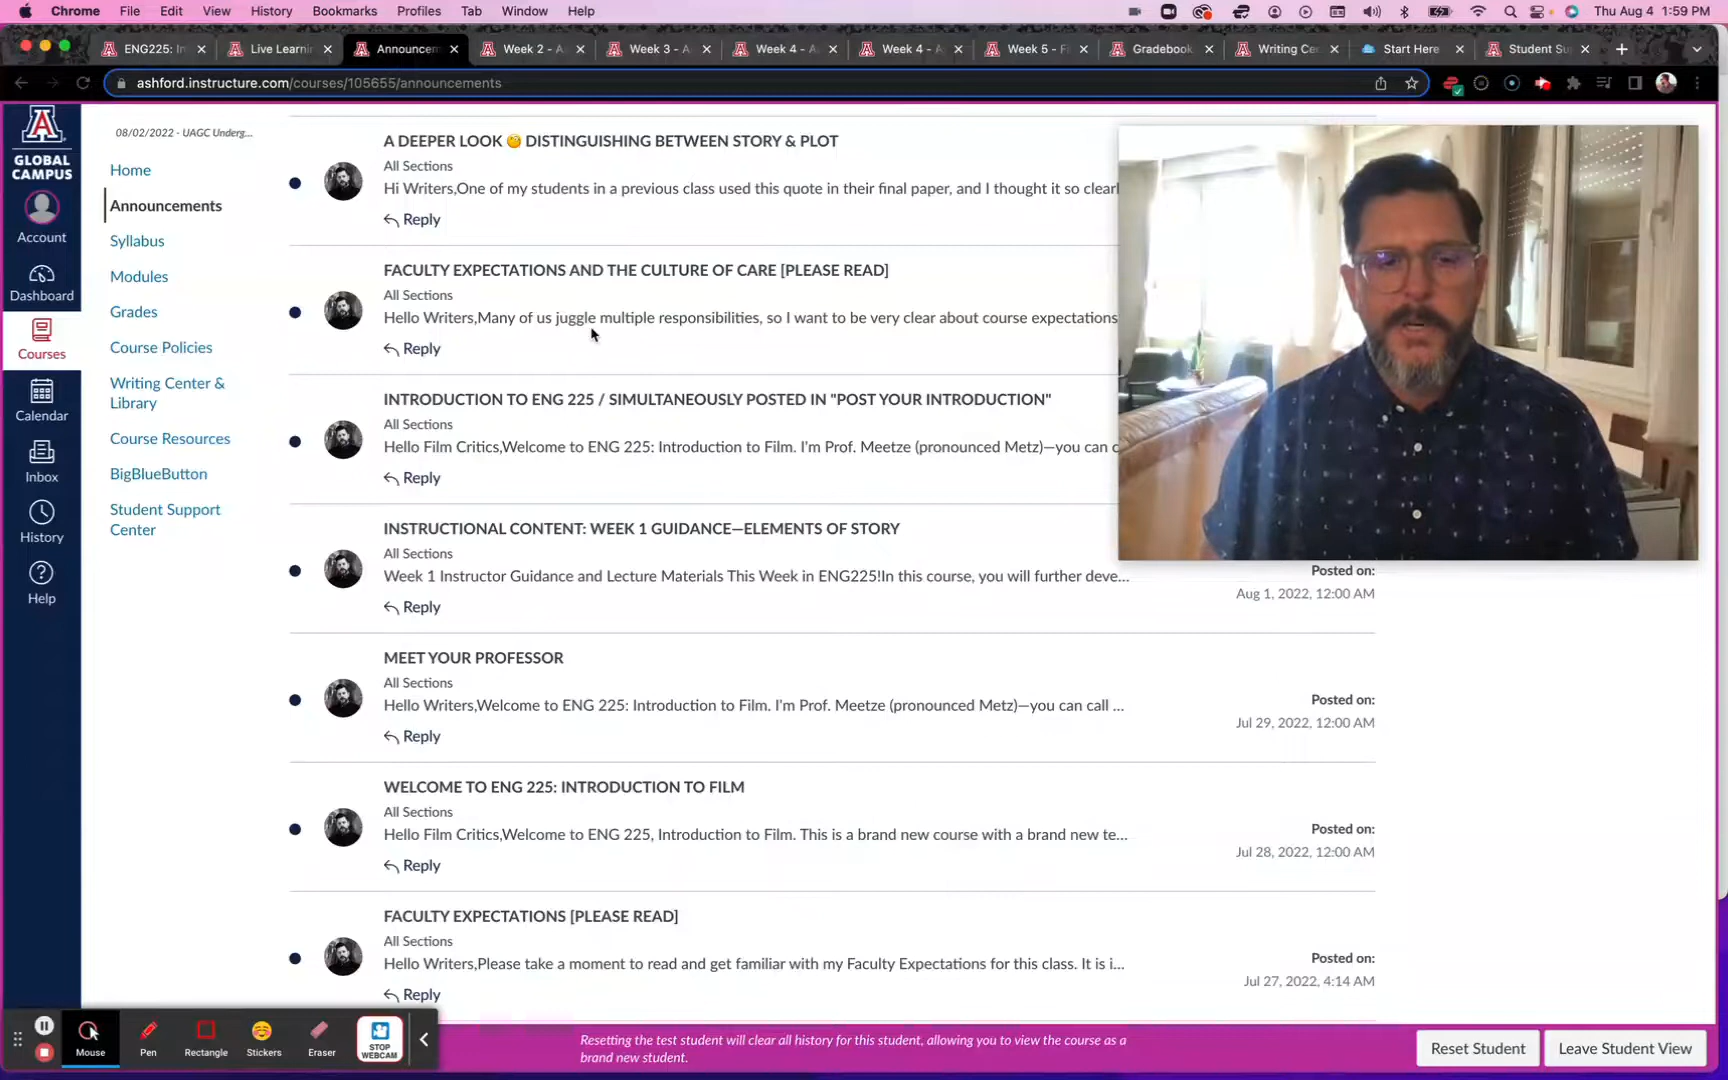 Chrome File Edit View History Bookmarks Profiles Tab Window Help Thu Aug 4 1:59 PM
ENG225: I Live Learni Announcem Week 2 - A Week 3 - A Week 4 - A Week 4 - A Week 5 - F Gradebook Writing Ce Start Here Student Su
ashford.instructure.com/courses/105655/announcements
GLOBAL
CAMPUS
Account
Dashboard
Courses
Calendar
Inbox
History
Help
08/02/2022 - UAGC Underg...
Home
Announcements
Syllabus
Modules
Grades
Course Policies
Writing Center &
Library
Course Resources
BigBlueButton
Student Support
Center
A DEEPER LOOK 🧐 DISTINGUISHING BETWEEN STORY & PLOT
All Sections
Hi Writers,One of my students in a previous class used this quote in their final paper, and I thought it so clearl
Reply
FACULTY EXPECTATIONS AND THE CULTURE OF CARE [PLEASE READ]
All Sections
Hello Writers,Many of us juggle multiple responsibilities, so I want to be very clear about course expectations
Reply
INTRODUCTION TO ENG 225 / SIMULTANEOUSLY POSTED IN "POST YOUR INTRODUCTION"
All Sections
Hello Film Critics,Welcome to ENG 225: Introduction to Film. I'm Prof. Meetze (pronounced Metz)—you can c
Reply
INSTRUCTIONAL CONTENT: WEEK 1 GUIDANCE—ELEMENTS OF STORY
All Sections
Week 1 Instructor Guidance and Lecture Materials This Week in ENG225!In this course, you will further deve...
Reply
Posted on:
Aug 1, 2022, 12:00 AM
MEET YOUR PROFESSOR
All Sections
Hello Writers,Welcome to ENG 225: Introduction to Film. I'm Prof. Meetze (pronounced Metz)—you can call ...
Reply
Posted on:
Jul 29, 2022, 12:00 AM
WELCOME TO ENG 225: INTRODUCTION TO FILM
All Sections
Hello Film Critics,Welcome to ENG 225, Introduction to Film. This is a brand new course with a brand new te...
Reply
Posted on:
Jul 28, 2022, 12:00 AM
FACULTY EXPECTATIONS [PLEASE READ]
All Sections
Hello Writers,Please take a moment to read and get familiar with my Faculty Expectations for this class. It is i...
Reply
Posted on:
Jul 27, 2022, 4:14 AM
Mouse Pen Rectangle Stickers Eraser STOP
WEBCAM
Resetting the test student will clear all history for this student, allowing you to view the course as a
brand new student.
Reset Student Leave Student View